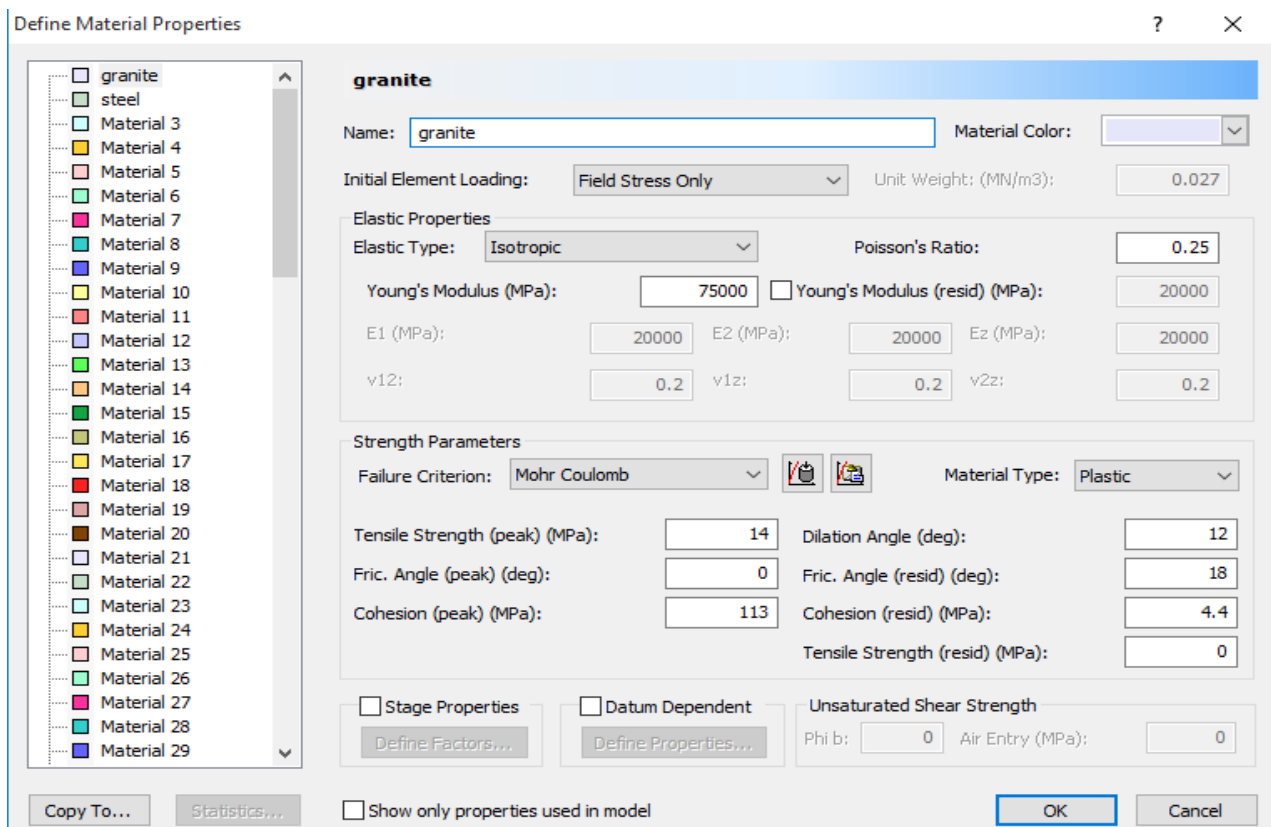 Define Material Properties
?
granite
steel
Material 3
Material 4
Material 5
Material 6
Material 7
Material 8
Material 9
Material 10
Material 11
Material 12
Material 13
Material 14
Material 15
Material 16
Material 17
Material 18
Material 19
Material 20
Material 21
Material 22
Material 23
Material 24
Material 25
Material 26
Material 27
Material 28
Material 29
granite
Name: granite Material Color:
Initial Element Loading: Field Stress Only Unit Weight: (MN/m3): 0.027
Elastic Properties
Elastic Type: Isotropic Poisson's Ratio: 0.25
Young's Modulus (MPa): 75000 Young's Modulus (resid) (MPa): 20000
E1 (MPa): 20000 E2 (MPa): 20000 Ez (MPa): 20000
v12: 0.2 v1z: 0.2 v2z: 0.2
Strength Parameters
Failure Criterion: Mohr Coulomb Material Type: Plastic
Tensile Strength (peak) (MPa): 14 Dilation Angle (deg): 12
Fric. Angle (peak) (deg): 0 Fric. Angle (resid) (deg): 18
Cohesion (peak) (MPa): 113 Cohesion (resid) (MPa): 4.4
Tensile Strength (resid) (MPa): 0
Stage Properties Datum Dependent Unsaturated Shear Strength
Define Factors... Define Properties... Phi b: 0 Air Entry (MPa): 0
Copy To... Statistics... Show only properties used in model OK Cancel